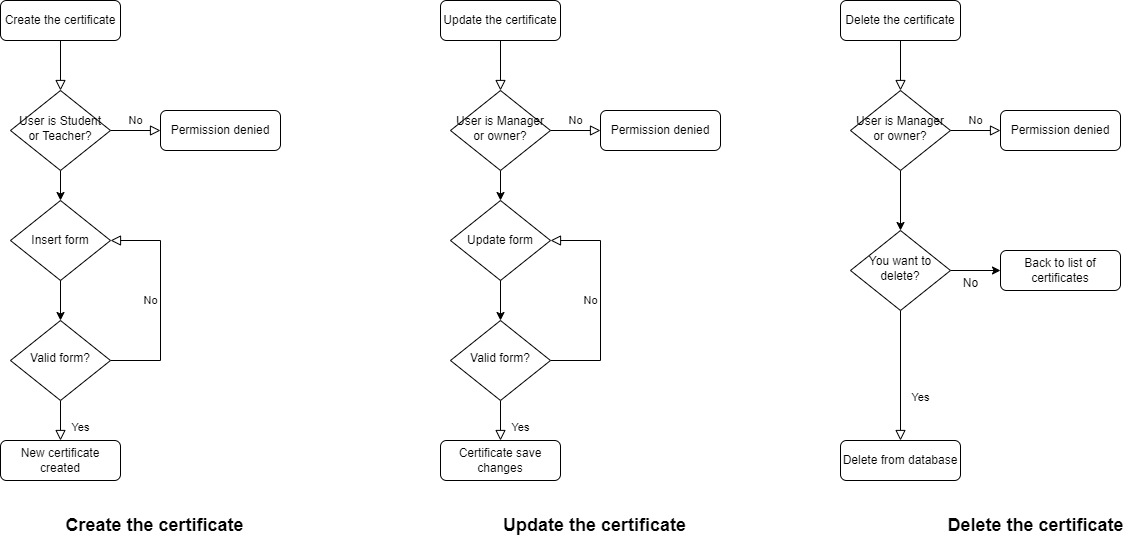 Create the certificate
User is Student
or Teacher?
No
Permission denied
Insert form
No
Valid form?
Yes
New certificate
created
Create the certificate
Update the certificate
User is Manager
or owner?
No
Permission denied
Update form
No
Valid form?
Yes
Certificate save
changes
Update the certificate
Delete the certificate
User is Manager
or owner?
No
Permission denied
You want to
delete?
No
Back to list of
certificates
Yes
Delete from database
Delete the certificate